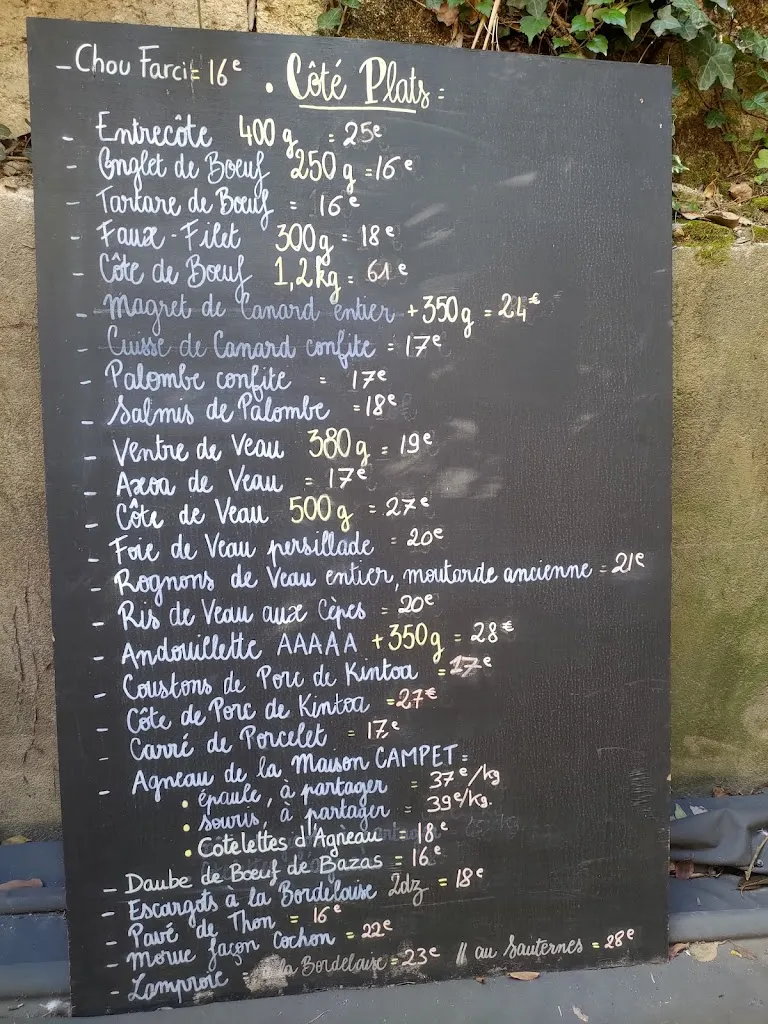 - Chou Farci = 16€ . Côté Plats =
- Entrecôte 400 g = 25€
- Onglet de Boeuf 250 g = 16€
- Tartare de Boeuf = 16€
- Faux-Filet 300g = 18€
- Côte de Boeuf 1,2kg = 61€
- Magret de Canard entier +350g = 24€
- Cuisse de Canard confite = 17€
- Palombe confite = 17€
- Salmis de Palombe = 18€
- Ventre de Veau 380 g = 19€
- Axoa de Veau = 17€
- Côte de Veau 500 g = 27€
- Foie de Veau persillade = 20€
- Rognons de Veau entier, moutarde ancienne = 21€
- Ris de Veau aux Cèpes = 20€
- Andouillette AAAAA +350g = 28€
- Coustons de Porc de Kintoa = 17€
- Côte de Porc de Kintoa = 27€
- Carré de Porcelet = 17€
- Agneau de la Maison CAMPET =
• épaule, à partager = 37€/kg
• souris, à partager = 39€/kg.
• Côtelettes d'Agneau = 18€
- Daube de Boeuf de Bazas = 16€
- Escargots à la Bordelaise 2dz = 18€
- Pavé de Thon = 16€
- Morue façon Cochon = 22€
- Lamproie = la Bordelaise = 23€ // au Sauternes = 28€